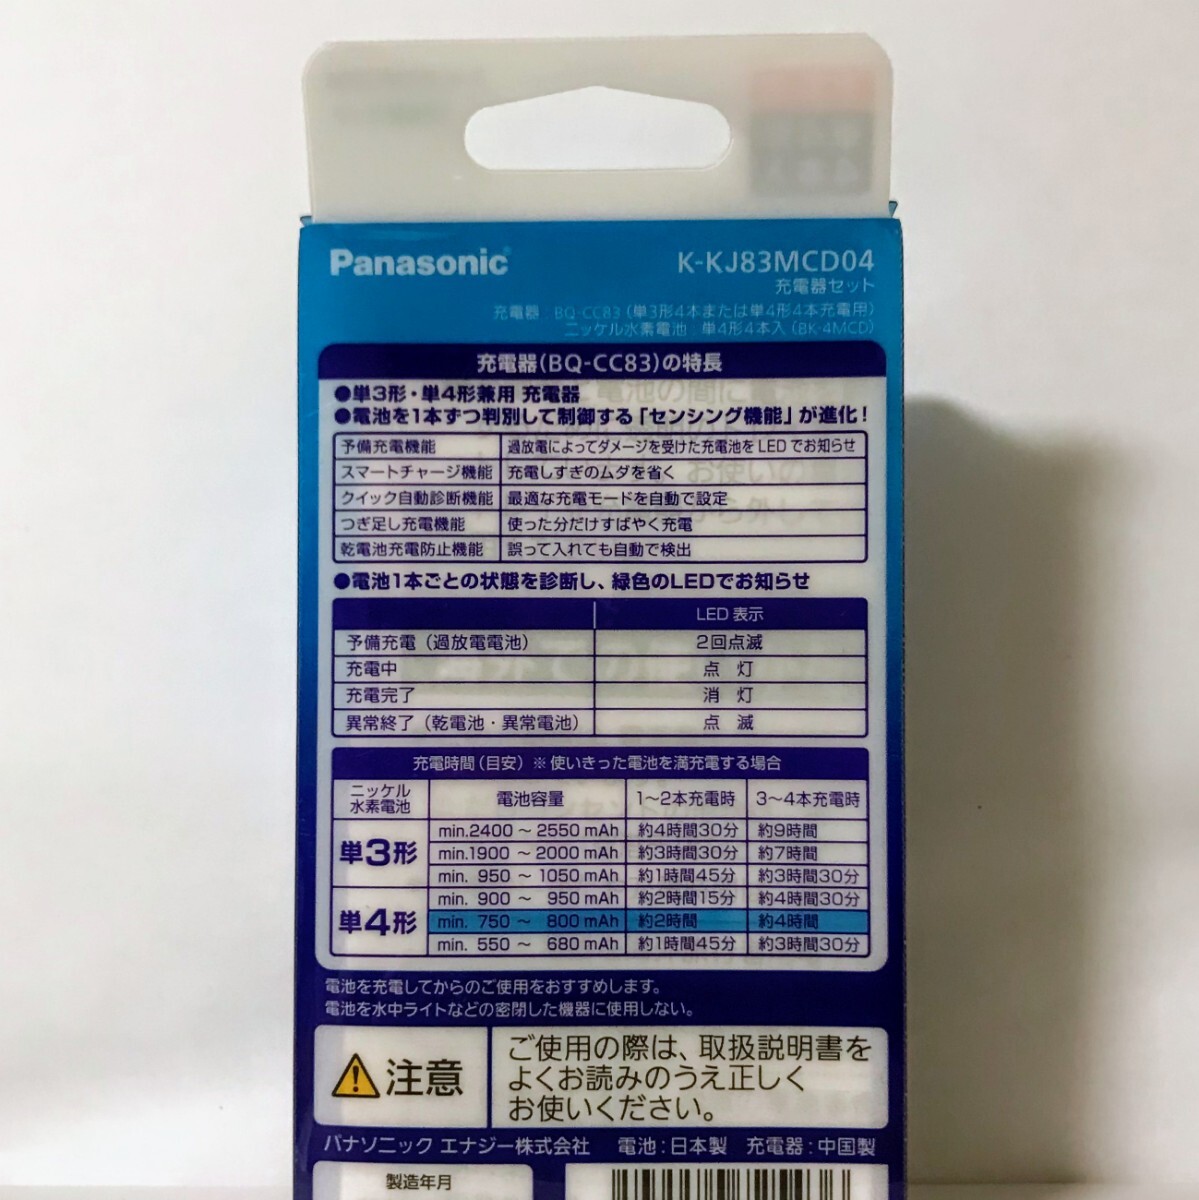 Panasonic
K-KJ83MCD04
充電器セット
充電器：BQ-CC83（単3形4本または単4形4本充電用）
ニッケル水素電池：単4形4本入（BK-4MCD）
充電器（BQ-CC83）の特長
●単3形・単4形兼用 充電器
●電池を1本ずつ判別して制御する「センシング機能」が進化！
予備充電機能 過放電によってダメージを受けた充電池をLEDでお知らせ
スマートチャージ機能 充電しすぎのムダを省く
クイック自動診断機能 最適な充電モードを自動で設定
つぎ足し充電機能 使った分だけすばやく充電
乾電池充電防止機能 誤って入れても自動で検出
●電池1本ごとの状態を診断し、緑色のLEDでお知らせ
LED 表示
予備充電（過放電電池） 2回点滅
充電中 点 灯
充電完了 消 灯
異常終了（乾電池・異常電池） 点 滅
充電時間（目安）※使いきった電池を満充電する場合
ニッケル水素電池 電池容量 1～2本充電時 3～4本充電時
単3形 min.2400 ～ 2550 mAh 約4時間30分 約9時間
min.1900 ～ 2000 mAh 約3時間30分 約7時間
min. 950 ～ 1050 mAh 約1時間45分 約3時間30分
単4形 min. 900 ～ 950 mAh 約2時間15分 約4時間30分
min. 750 ～ 800 mAh 約2時間 約4時間
min. 550 ～ 680 mAh 約1時間45分 約3時間30分
電池を充電してからのご使用をおすすめします。
電池を水中ライトなどの密閉した機器に使用しない。
注意
ご使用の際は、取扱説明書を
よくお読みのうえ正しく
お使いください。
パナソニック エナジー株式会社 電池：日本製 充電器：中国製
製造年月